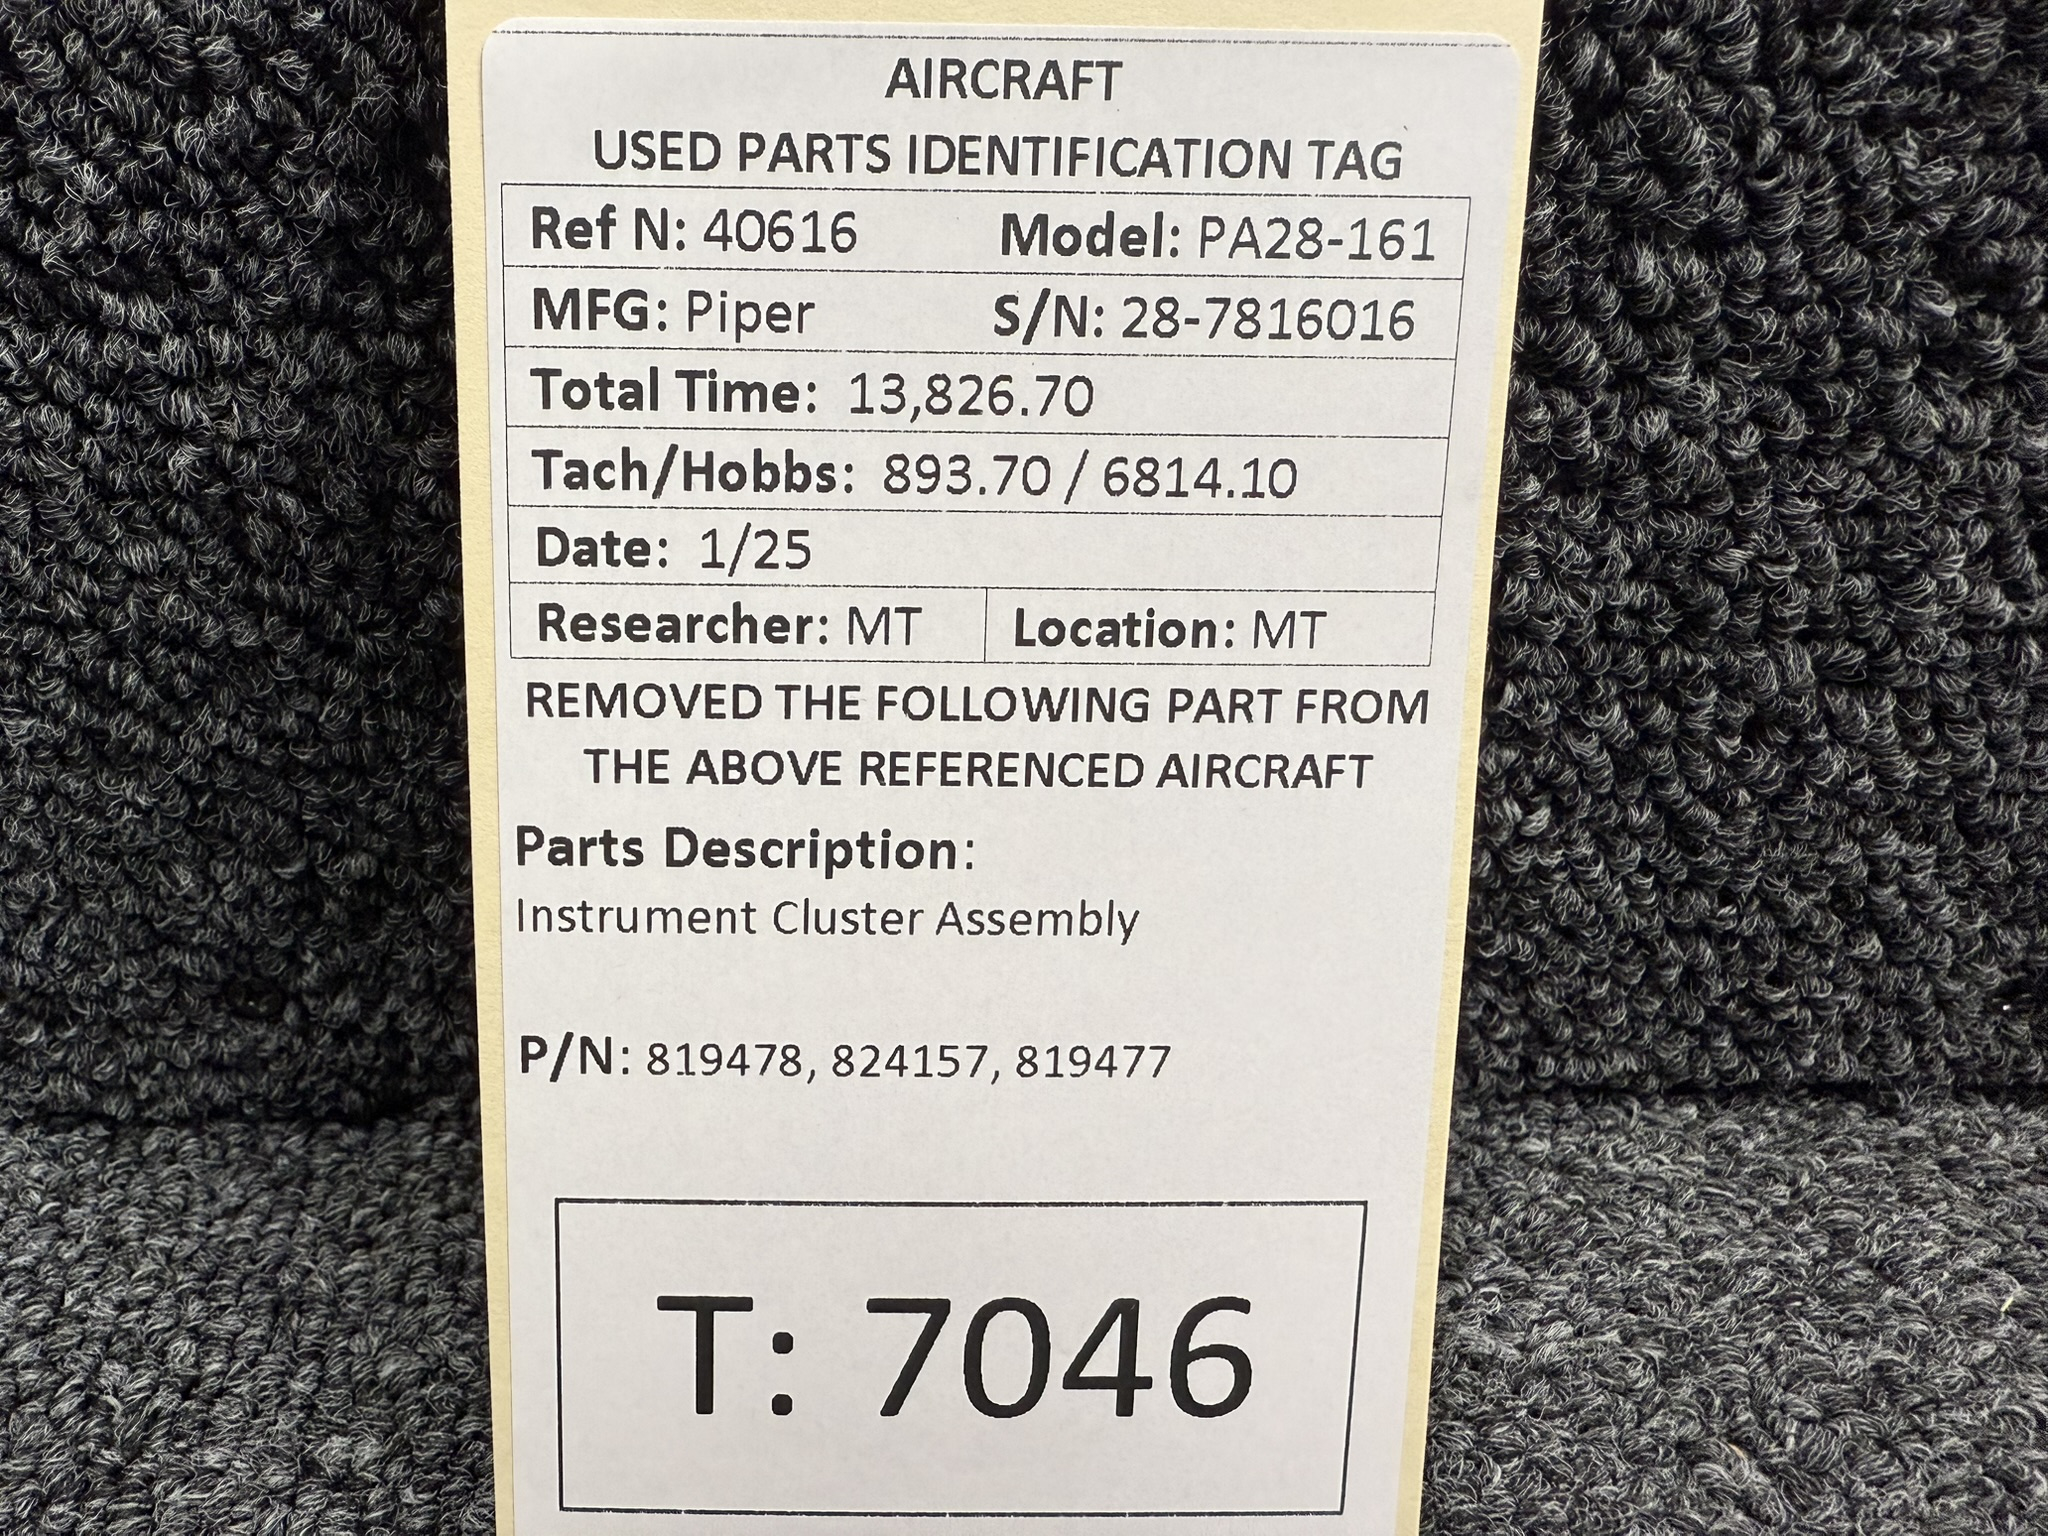 AIRCRAFT
USED PARTS IDENTIFICATION TAG
Ref N: 40616 Model: PA28-161
MFG: Piper S/N: 28-7816016
Total Time: 13,826.70
Tach/Hobbs: 893.70 / 6814.10
Date: 1/25
Researcher: MT Location: MT
REMOVED THE FOLLOWING PART FROM
THE ABOVE REFERENCED AIRCRAFT
Parts Description:
Instrument Cluster Assembly
P/N: 819478, 824157, 819477
T: 7046